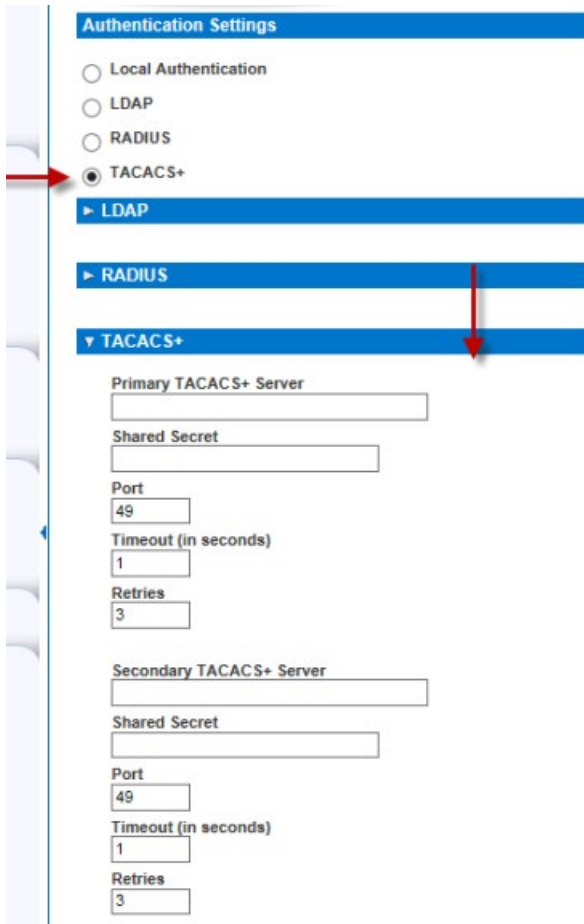 Authentication Settings
Local Authentication
LDAP
RADIUS
TACACS+
► LDAP
► RADIUS
▼ TACACS+
Primary TACACS+ Server
Shared Secret
Port
49
Timeout (in seconds)
1
Retries
3
Secondary TACACS+ Server
Shared Secret
Port
49
Timeout (in seconds)
1
Retries
3